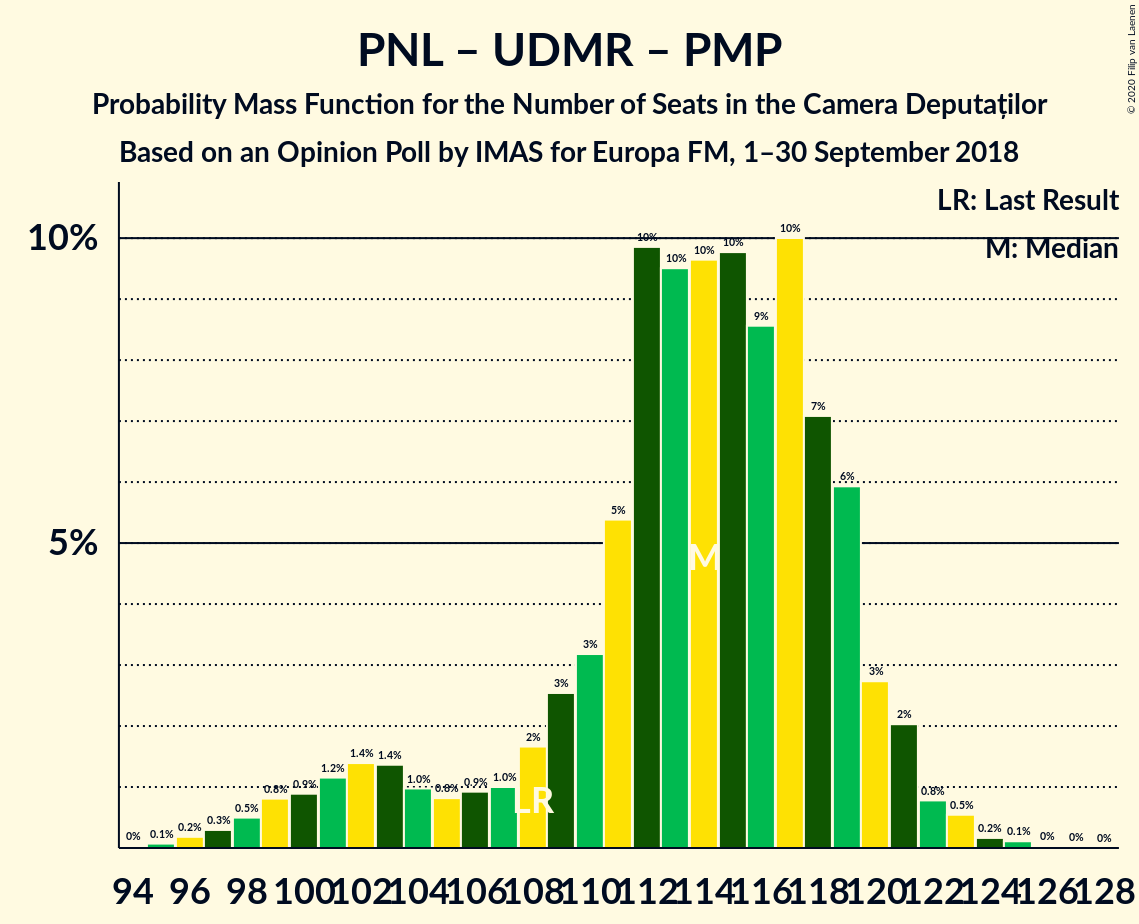 PNL – UDMR – PMP
Probability Mass Function for the Number of Seats in the Camera Deputaților
Based on an Opinion Poll by IMAS for Europa FM, 1–30 September 2018
© 2020 Filip van Laenen
LR: Last Result
M: Median
10%
5%
0% 0.1% 0.2% 0.3% 0.5% 0.8% 0.9% 1.2% 1.4% 1.4% 1.0% 0.8% 0.9% 1.0% 2% 3% 3% 5% 10% 10% 10% 10% 9% 10% 7% 6% 3% 2% 0.8% 0.5% 0.2% 0.1% 0% 0% 0%
M
LR
94 96 98 100 102 104 106 108 110 112 114 116 118 120 122 124 126 128